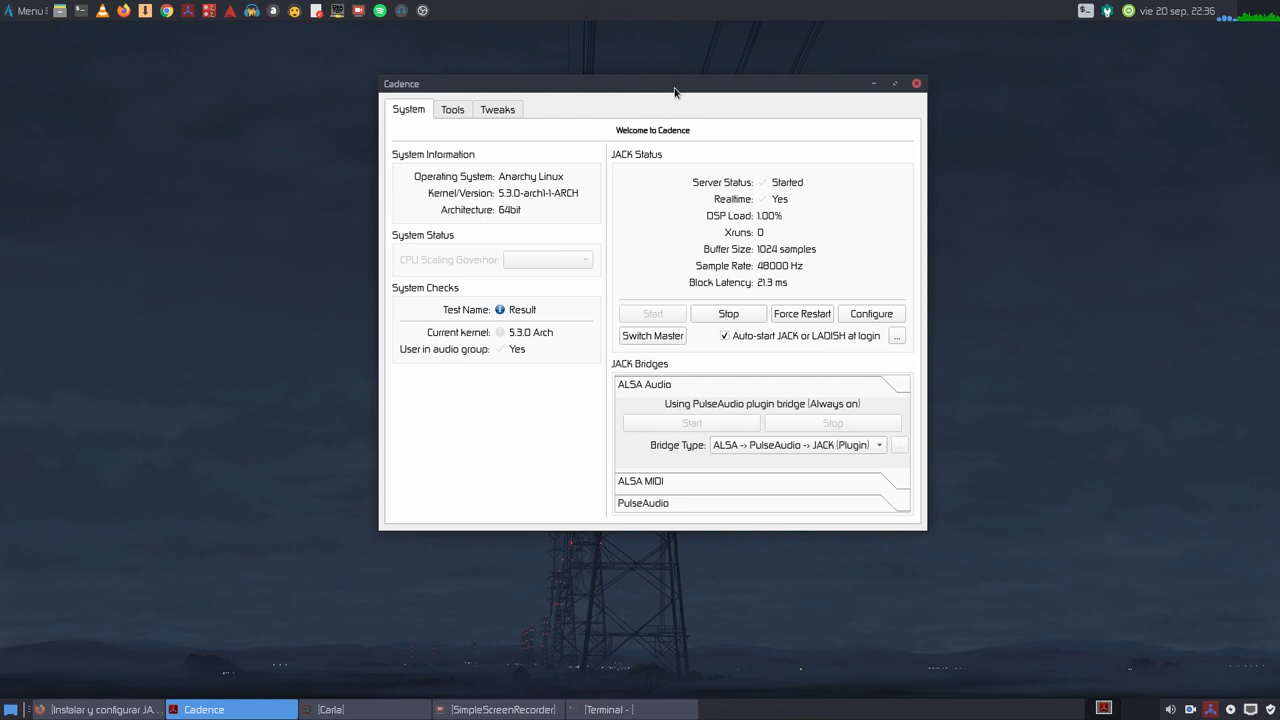 Menu
vie 20 sep, 22:36
Cadence
System
Tools
Tweaks
Welcome to Cadence
System Information
Operating System: Anarchy Linux
Kernel/Version: 5.3.0-arch1-1-ARCH
Architecture: 64bit
System Status
CPU Scaling Governor:
System Checks
Test Name: Result
Current kernel: 5.3.0 Arch
User in audio group: Yes
JACK Status
Server Status: Started
Realtime: Yes
DSP Load: 1.00%
Xruns: 0
Buffer Size: 1024 samples
Sample Rate: 48000 Hz
Block Latency: 21.3 ms
Start
Stop
Force Restart
Configure
Switch Master
Auto-start JACK or LADISH at login
...
JACK Bridges
ALSA Audio
Using PulseAudio plugin bridge (Always on)
Start
Stop
Bridge Type: ALSA -> PulseAudio -> JACK (Plugin)
...
ALSA MIDI
PulseAudio
[Instalar y configurar JA...
Cadence
[Carla]
[SimpleScreenRecorder]
[Terminal - ]